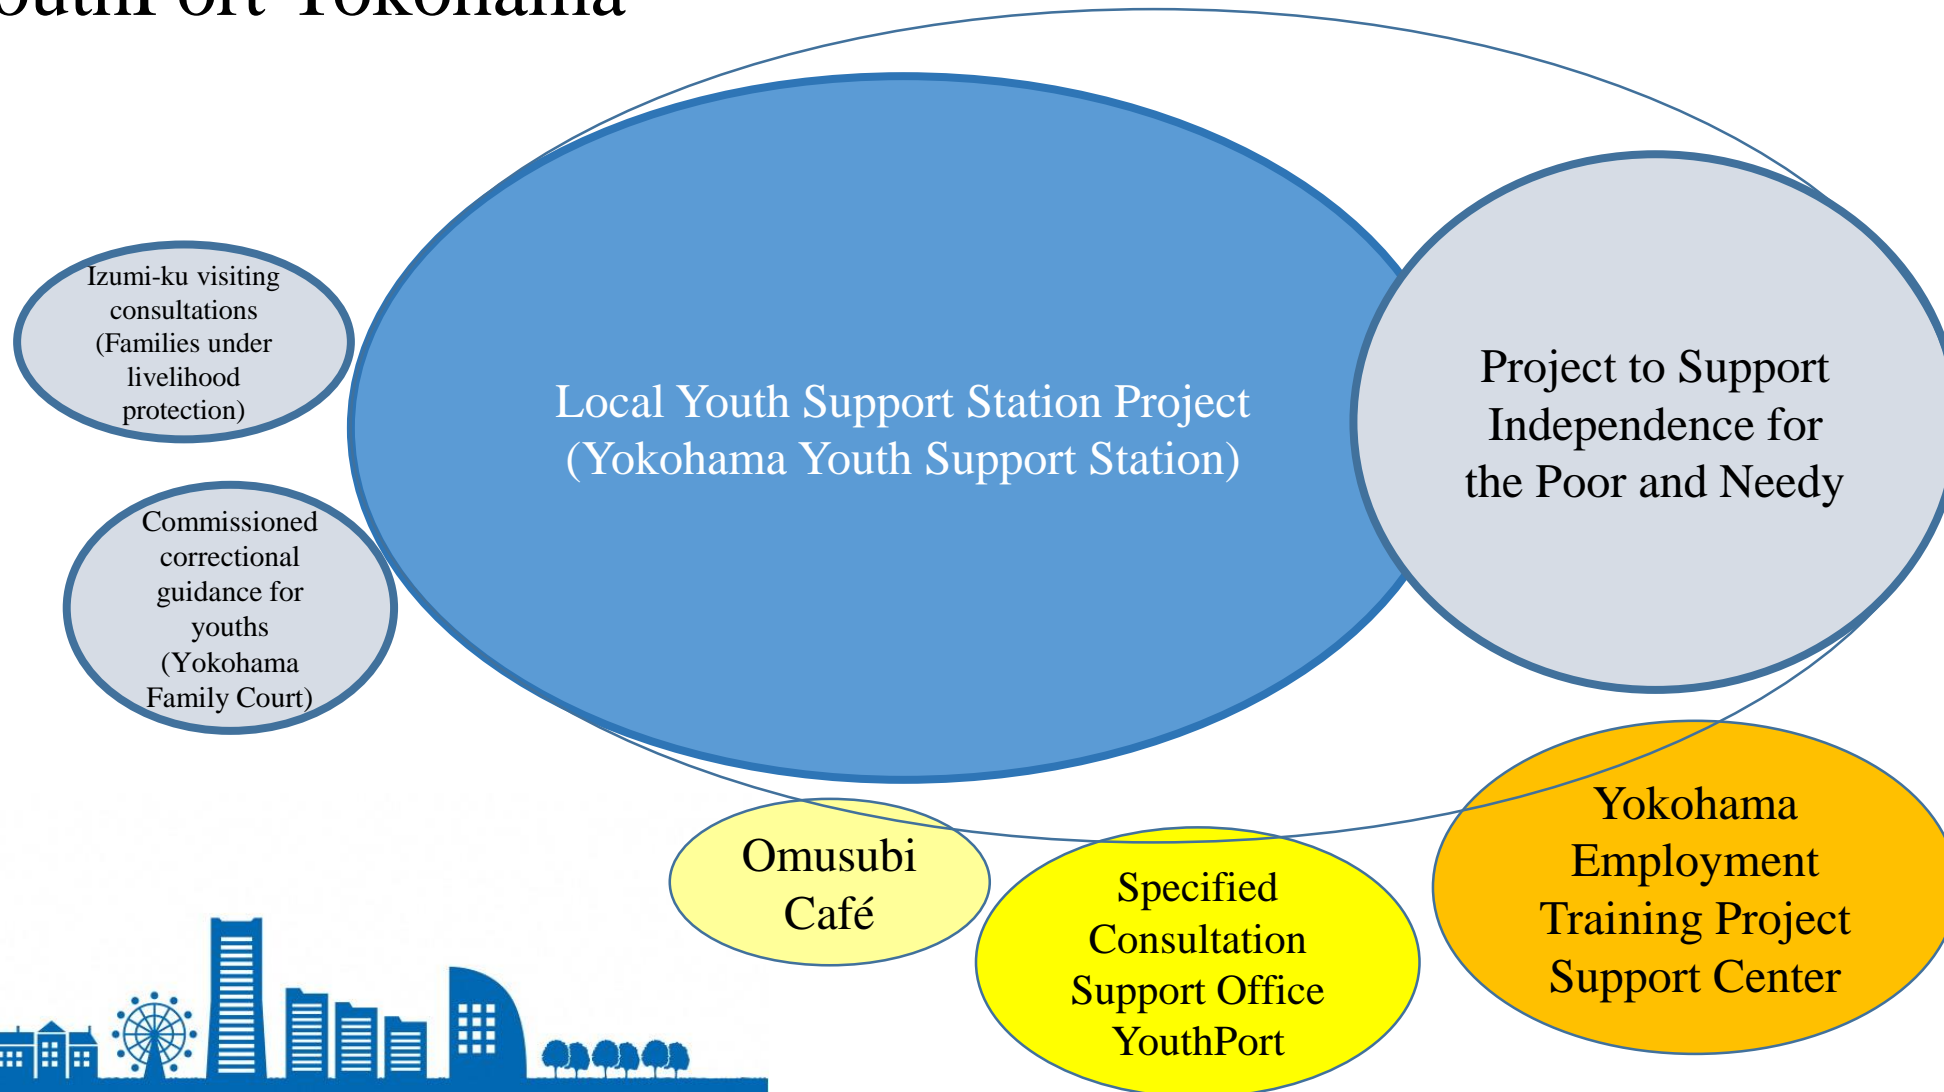 Yokohama
Izumi-ku visiting
consultations
(Families under
livelihood
protection)
Commissioned
correctional
guidance for
youths
(Yokohama
Family Court)
Local Youth Support Station Project
(Yokohama Youth Support Station)
Project to Support
Independence for
the Poor and Needy
Omusubi
Café
Specified
Consultation
Support Office
YouthPort
Yokohama
Employment
Training Project
Support Center